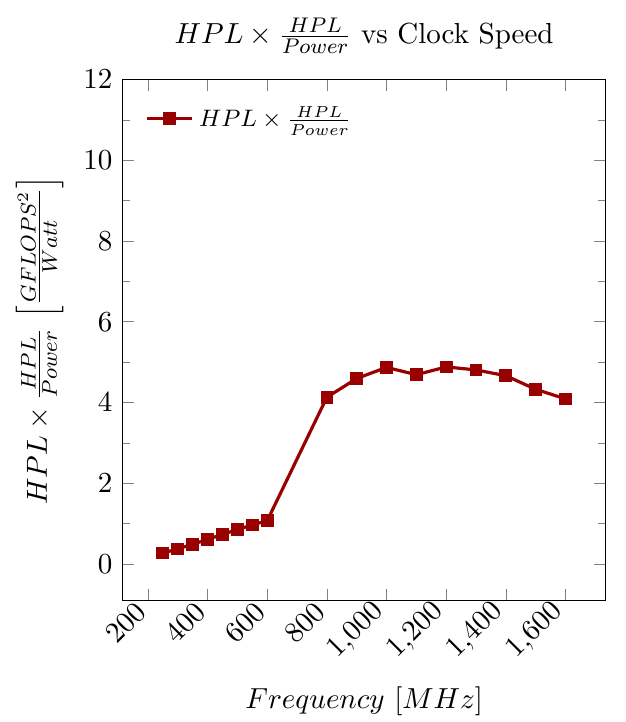 HPL × HPL/Power vs Clock Speed
HPL × HPL/Power
12
10
8
6
4
2
0
HPL × HPL/Power [GFLOPS²/Watt]
200 400 600 800 1,000 1,200 1,400 1,600
Frequency [MHz]